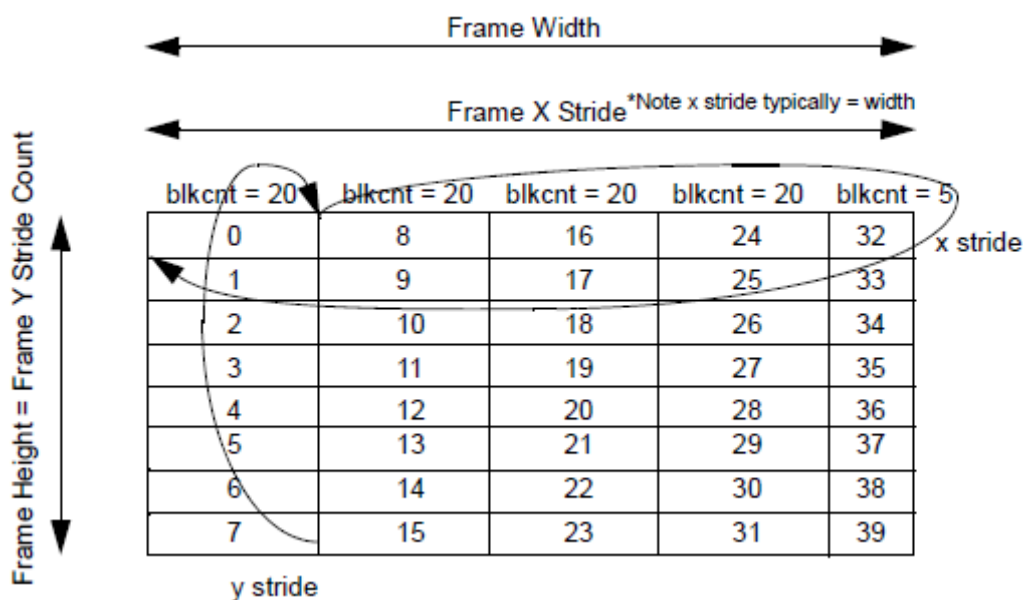 Frame Width
Frame X Stride *Note x stride typically = width
Frame Height = Frame Y Stride Count
blkcnt = 20 blkcnt = 20 blkcnt = 20 blkcnt = 20 blkcnt = 5
0 8 16 24 32
x stride
1 9 17 25 33
2 10 18 26 34
3 11 19 27 35
4 12 20 28 36
5 13 21 29 37
6 14 22 30 38
7 15 23 31 39
y stride